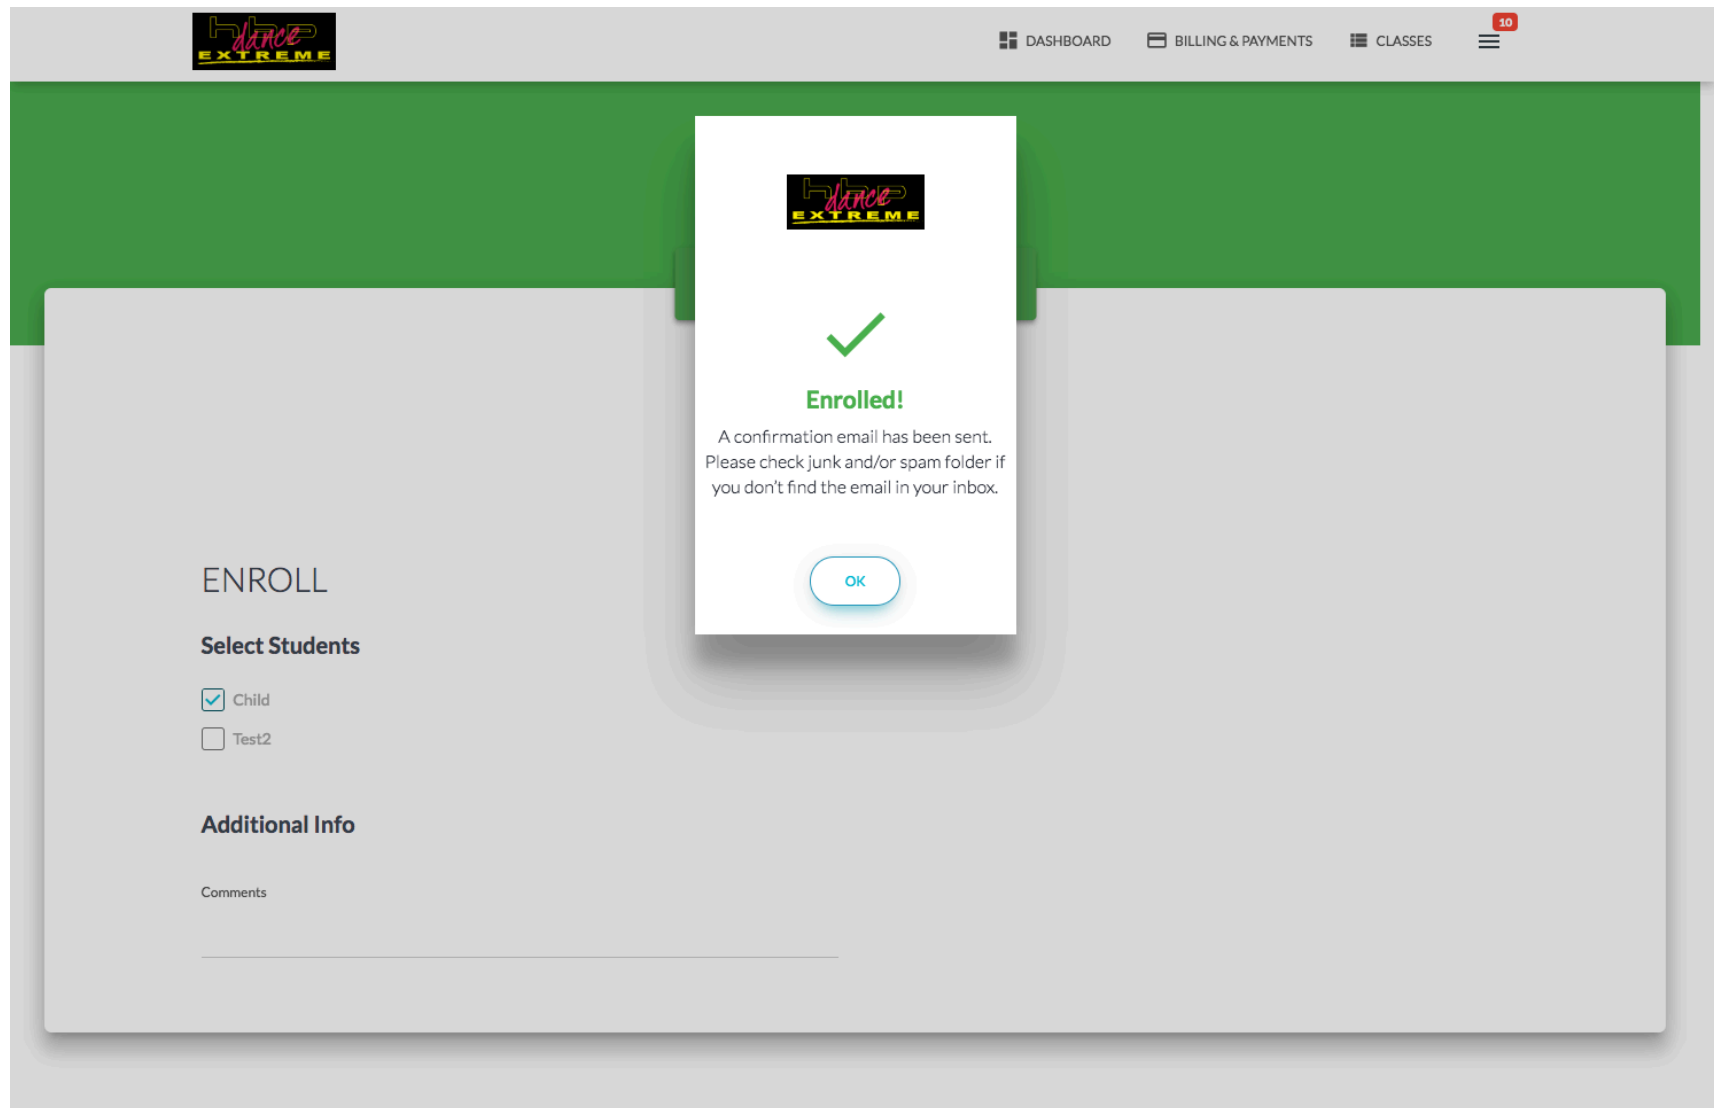 hhp
dance
EXTREME
DASHBOARD
BILLING & PAYMENTS
CLASSES
10
hhp
dance
EXTREME
Enrolled!
A confirmation email has been sent.
Please check junk and/or spam folder if
you don't find the email in your inbox.
OK
ENROLL
Select Students
Child
Test2
Additional Info
Comments